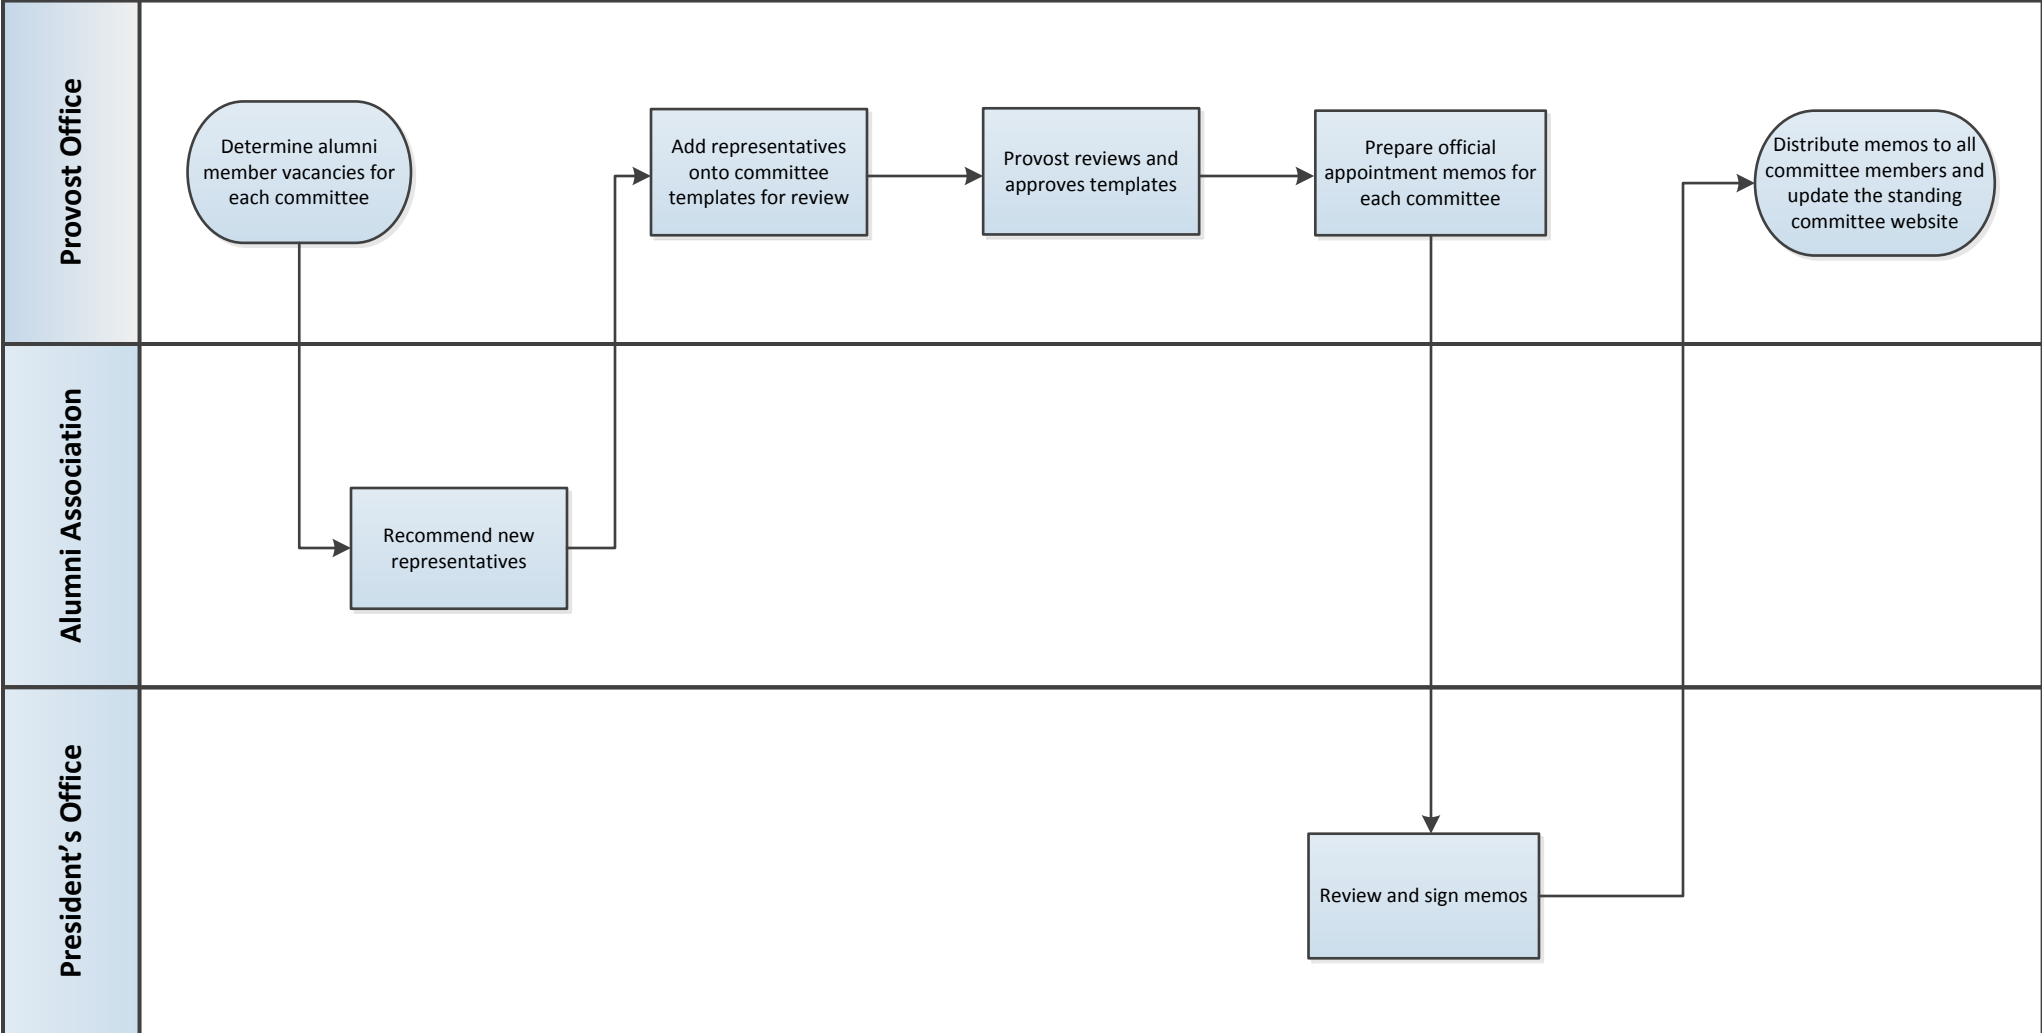 Provost Office
Determine alumni
member vacancies for
each committee
Add representatives
onto committee
templates for review
Provost reviews and
approves templates
Prepare official
appointment memos for
each committee
Distribute memos to all
committee members and
update the standing
committee website
Alumni Association
Recommend new
representatives
President’s Office
Review and sign memos